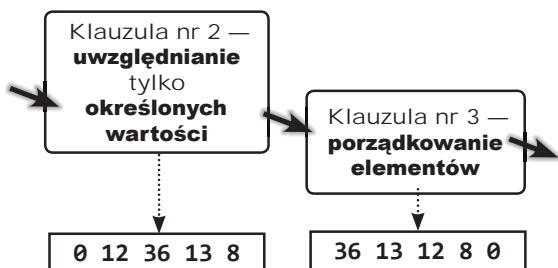 Klauzula nr 2 —
uwzględnianie
tylko
określonych
wartości
Klauzula nr 3 —
porządkowanie
elementów
0 12 36 13 8
36 13 12 8 0